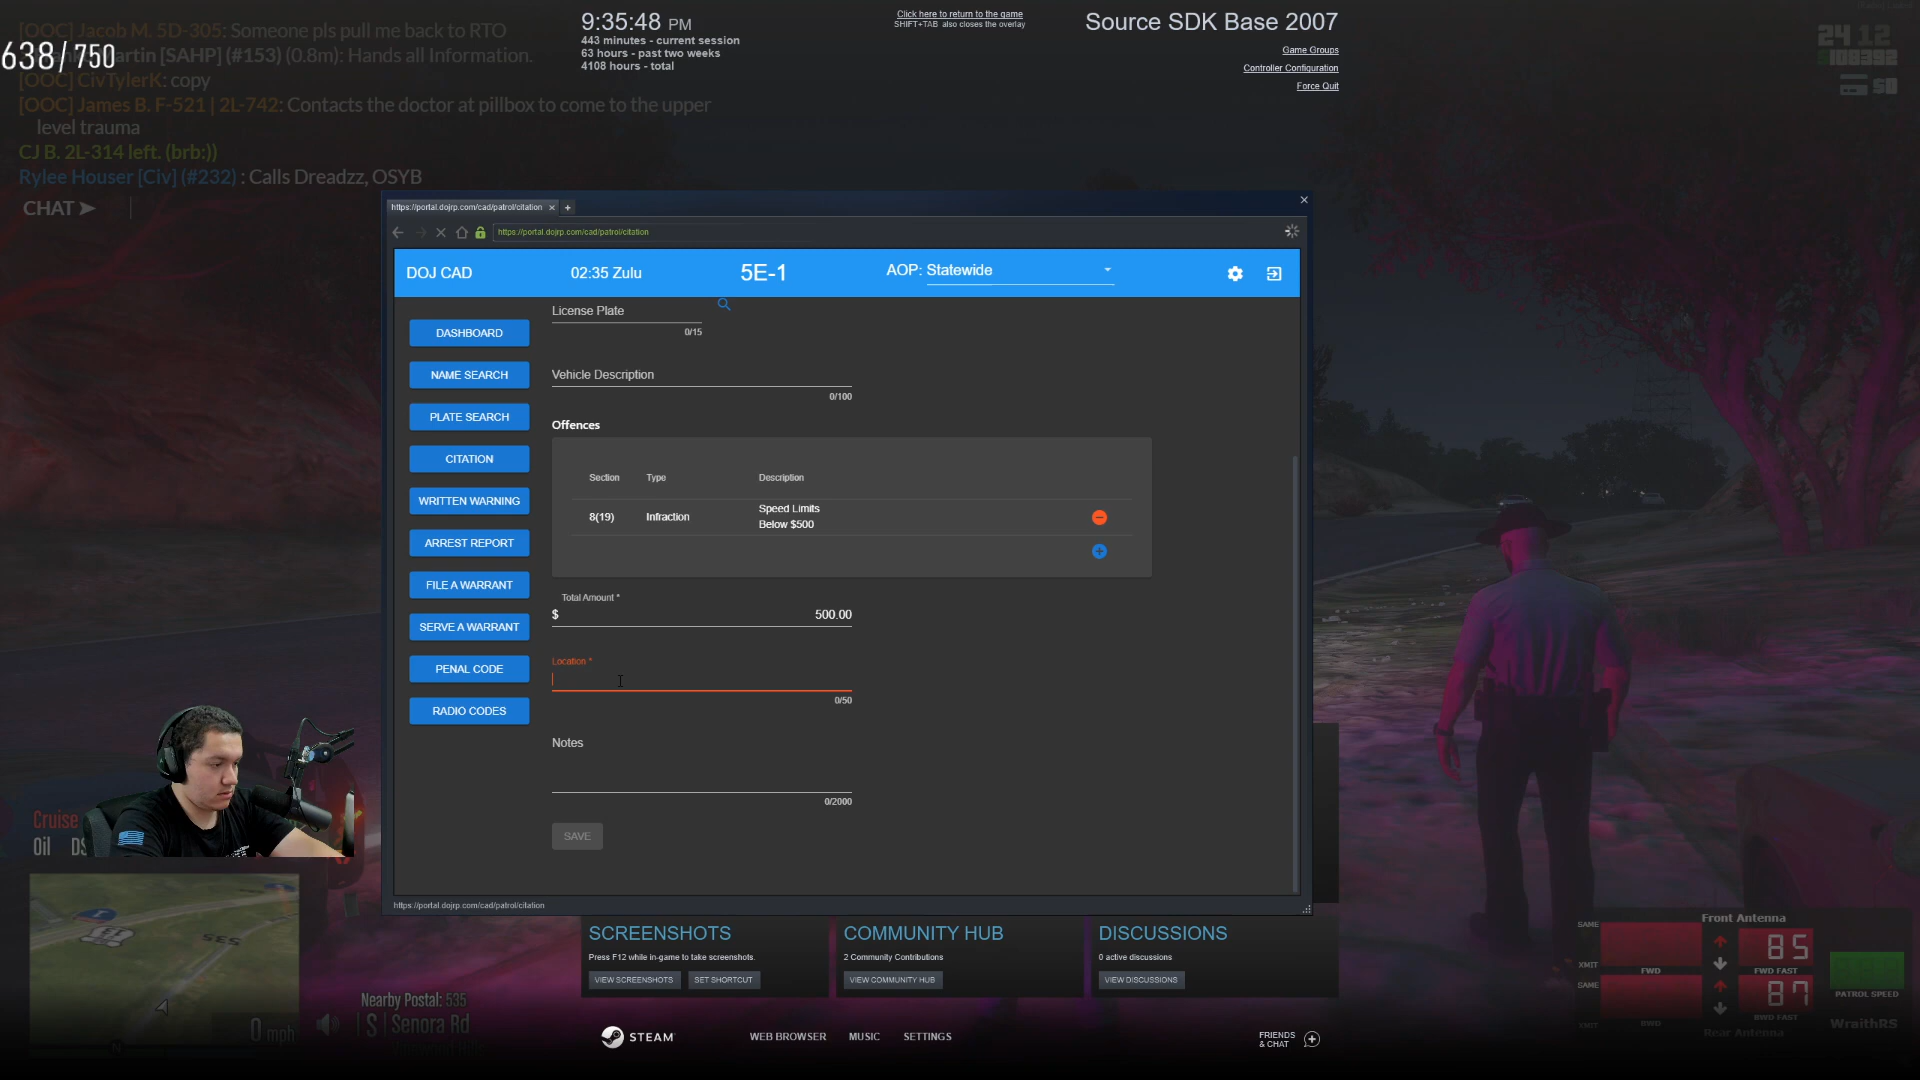 [OOC] Jacob M. 5D-305: Someone pls pull me back to RTO
638/750
artin [SAHP] (#153) (0.8m): Hands all Information.
[OOC] CivTylerK: copy
[OOC] James B. F-521 | 2L-742: Contacts the doctor at pillbox to come to the upper
level trauma
CJ B. 2L-314 left. (brb:))
Rylee Houser [Civ] (#232) : Calls Dreadzz, OSYB
CHAT ➤
9:35:48 PM
443 minutes - current session
63 hours - past two weeks
4108 hours - total
Click here to return to the game
SHIFT+TAB also closes the overlay
Source SDK Base 2007
Game Groups
Controller Configuration
Force Quit
24 12
$0
https://portal.dojrp.com/cad/patrol/citation
https://portal.dojrp.com/cad/patrol/citation
DOJ CAD
02:35 Zulu
5E-1
AOP: Statewide
DASHBOARD
NAME SEARCH
PLATE SEARCH
CITATION
WRITTEN WARNING
ARREST REPORT
FILE A WARRANT
SERVE A WARRANT
PENAL CODE
RADIO CODES
License Plate
0/15
Vehicle Description
0/100
Offences
Section Type Description
8(19) Infraction Speed Limits
Below $500
Total Amount *
$ 500.00
Location *
0/50
Notes
0/2000
SAVE
https://portal.dojrp.com/cad/patrol/citation
SCREENSHOTS
Press F12 while in-game to take screenshots.
VIEW SCREENSHOTS
SET SHORTCUT
COMMUNITY HUB
2 Community Contributions
VIEW COMMUNITY HUB
DISCUSSIONS
0 active discussions
VIEW DISCUSSIONS
STEAM
WEB BROWSER
MUSIC
SETTINGS
FRIENDS
& CHAT
Cruise
Oil
13
535
Nearby Postal: 535
0 mph
| S | Senora Rd
Front Antenna
SAME
XMIT
FWD
85
FWD FAST
SAME
XMIT
87
PATROL SPEED
WraithRS
Rear Antenna